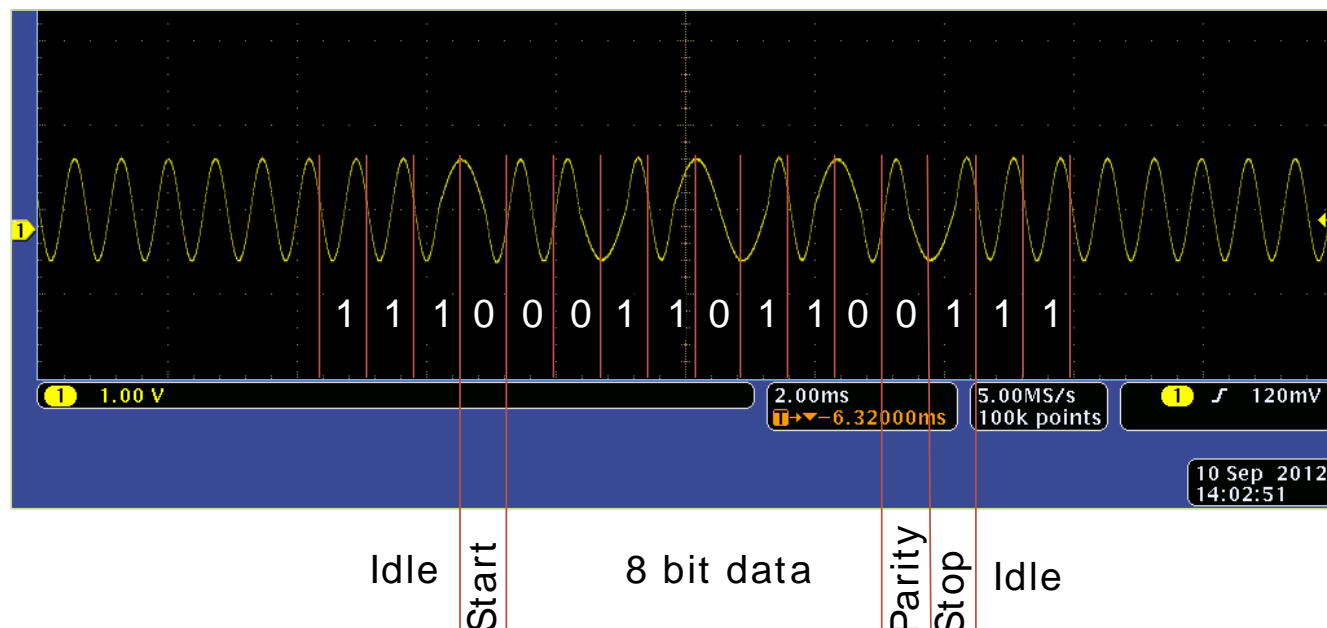 1
1 1 1 0 0 0 1 1 0 1 1 0 0 1 1 1
1 1.00 V
2.00ms
T→▼−6.32000ms
5.00MS/s
100k points
1 ƒ 120mV
10 Sep 2012
14:02:51
Idle
Start
8 bit data
Parity
Stop
Idle